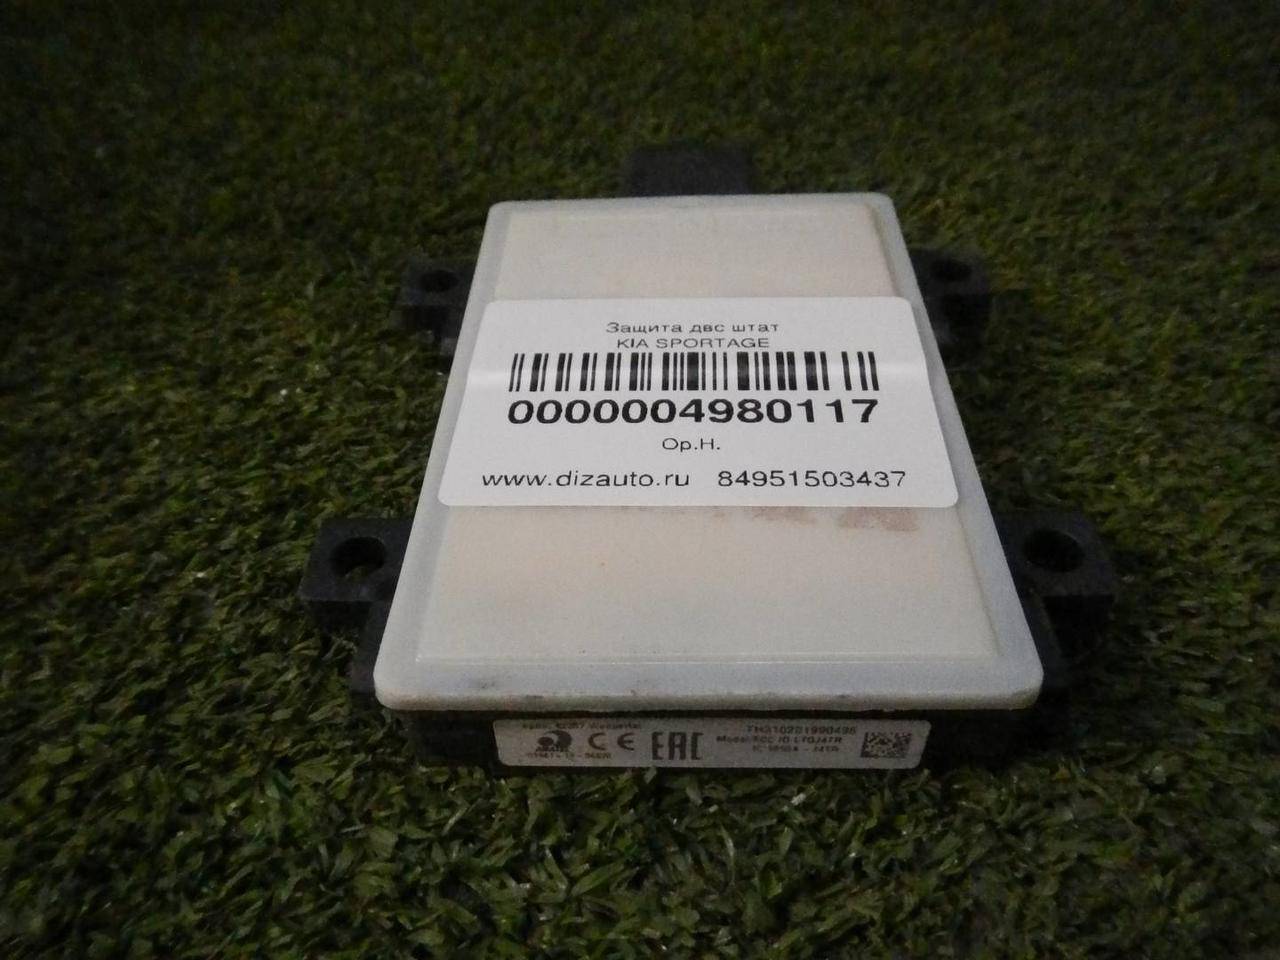 Защита двс штат
KIA SPORTAGE
0000004980117
Ор.Н.
www.dizauto.ru 84951503437
CE EAC